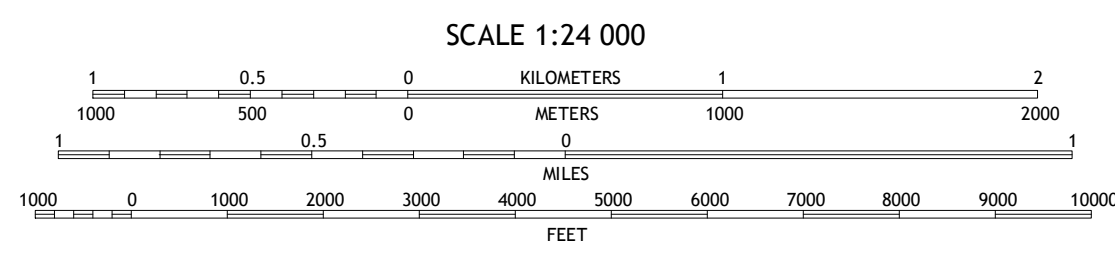 SCALE 1:24 000
1 0.5 0 KILOMETERS 1 2
1000 500 0 METERS 1000 2000
1 0.5 0 1
MILES
1000 0 1000 2000 3000 4000 5000 6000 7000 8000 9000 10000
FEET